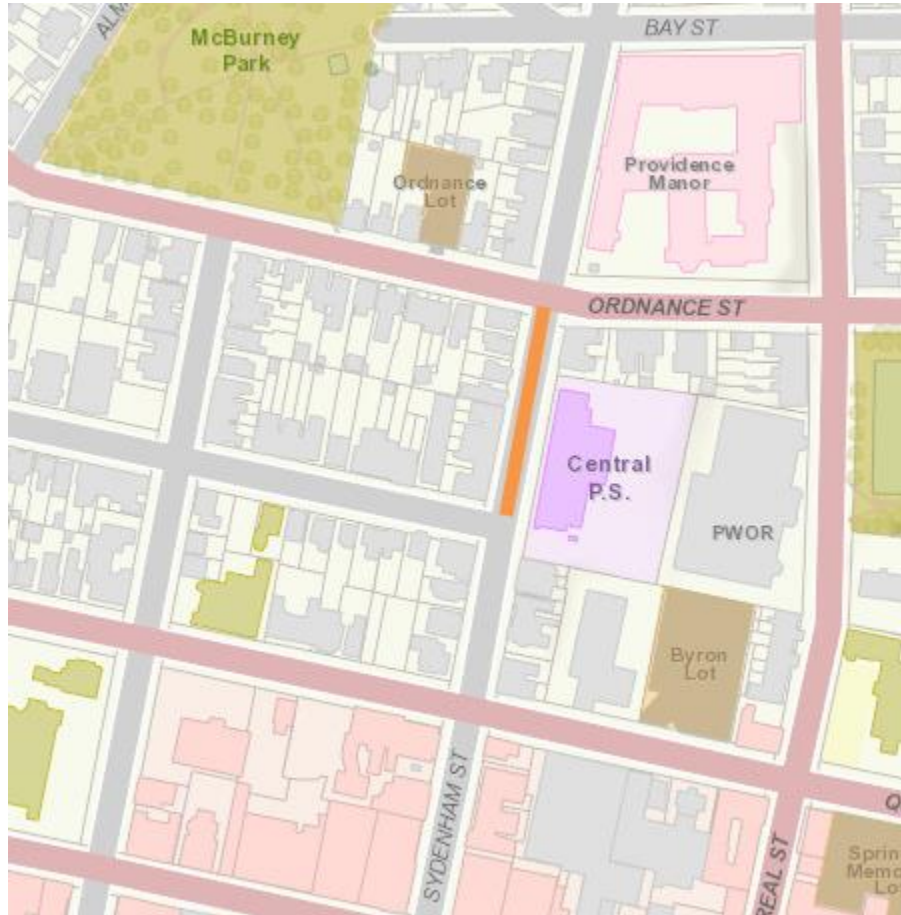 ALM
McBurney
Park
BAY ST
Ordnance
Lot
Providence
Manor
ORDNANCE ST
Central
P.S.
PWOR
Byron
Lot
SYDENHAM ST
REAL ST
Q
Sprin
Memo
Lo